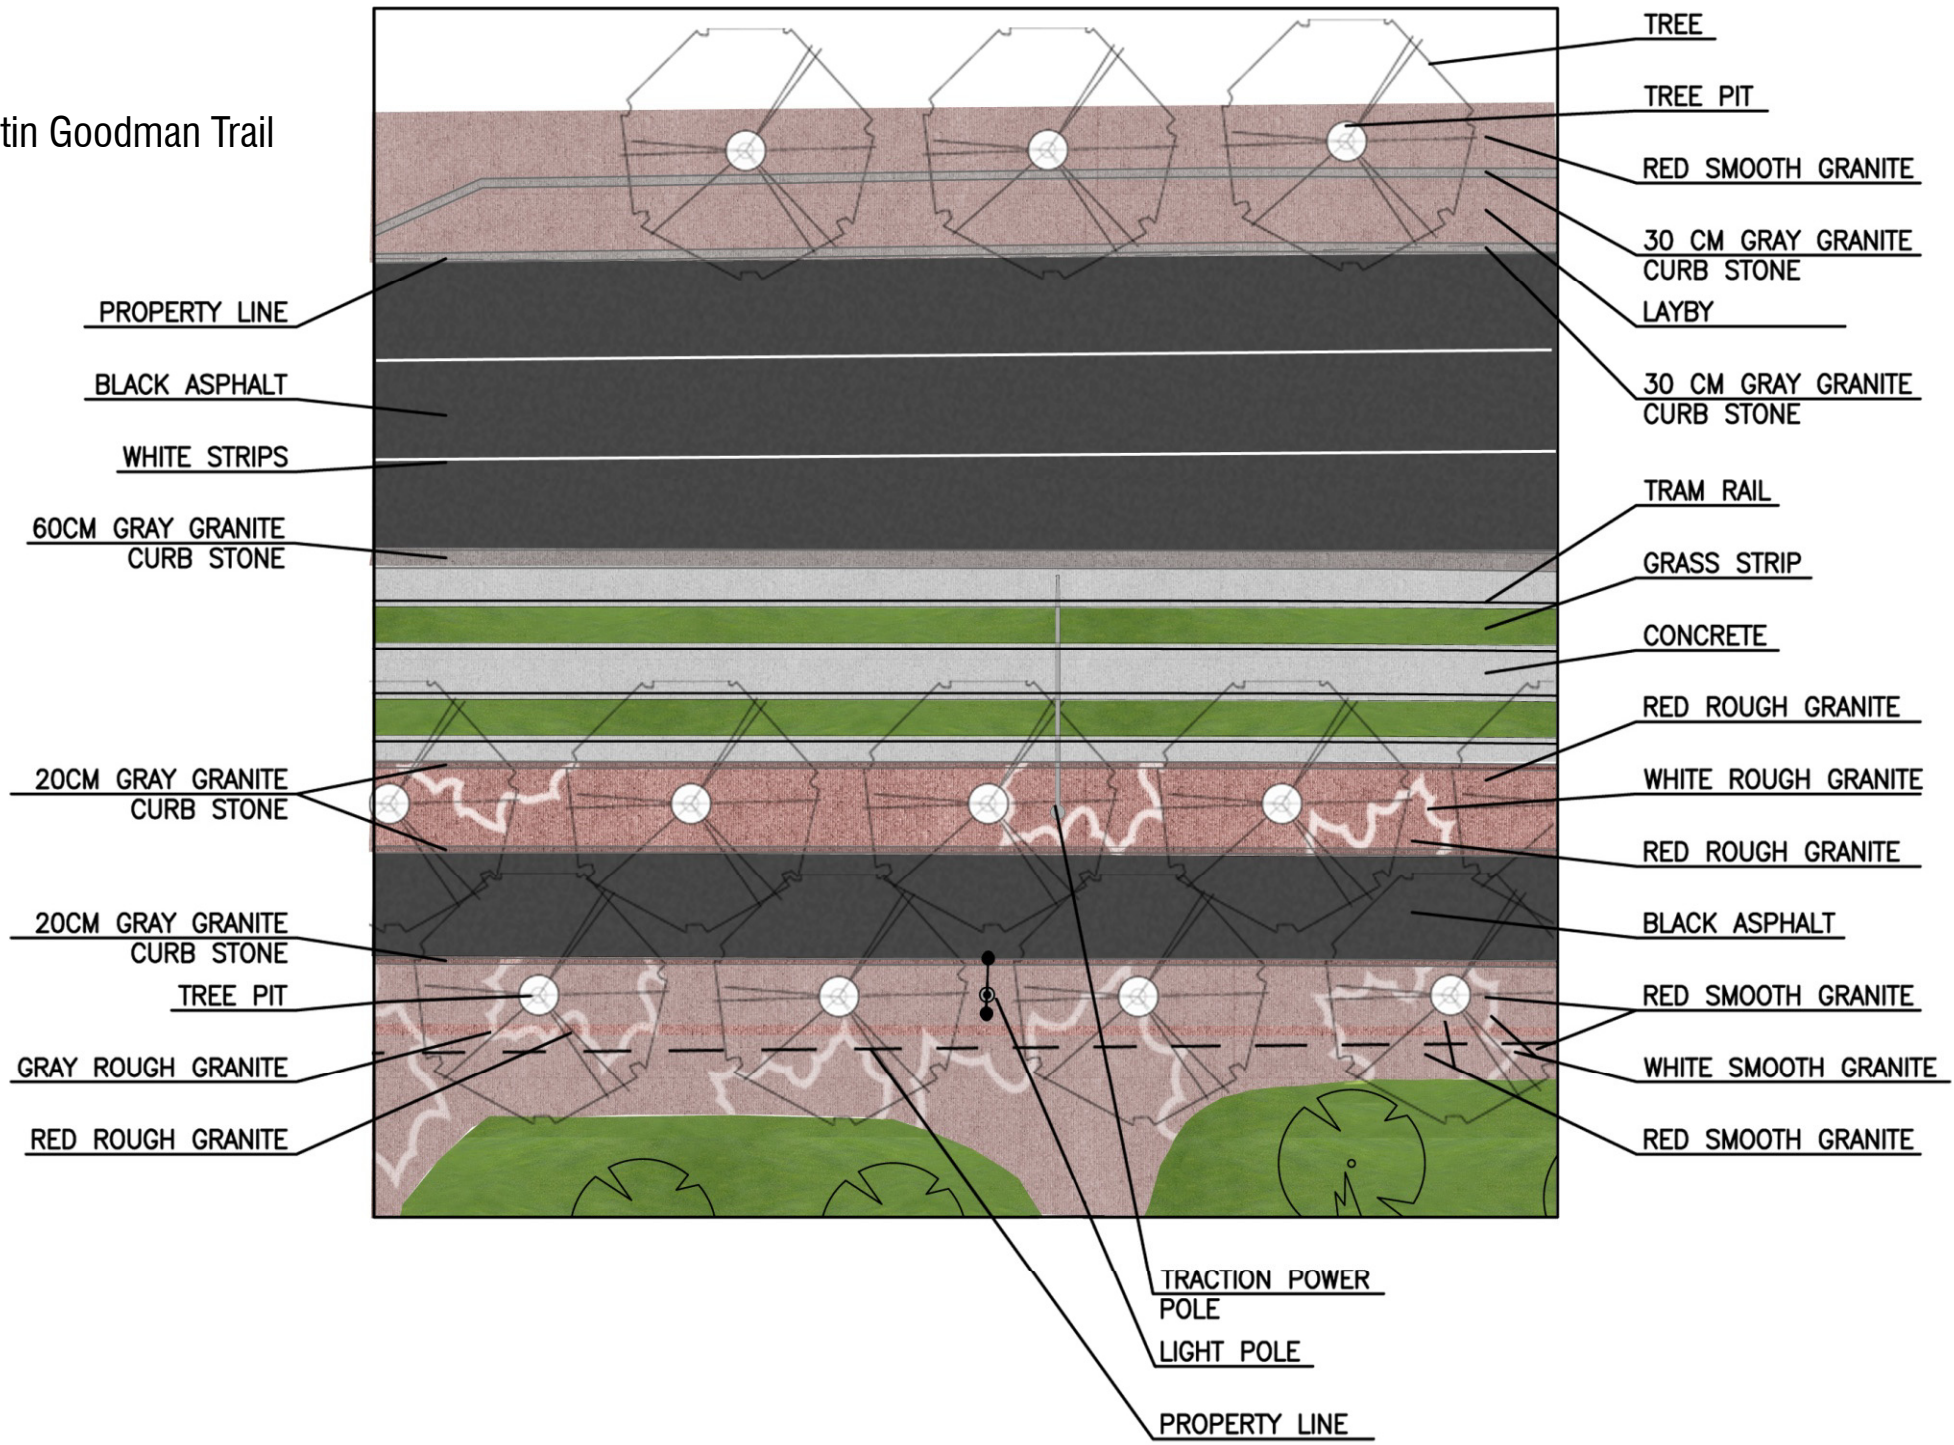 tin Goodman Trail
PROPERTY LINE
BLACK ASPHALT
WHITE STRIPS
60CM GRAY GRANITE
CURB STONE
20CM GRAY GRANITE
CURB STONE
20CM GRAY GRANITE
CURB STONE
TREE PIT
GRAY ROUGH GRANITE
RED ROUGH GRANITE
TREE
TREE PIT
RED SMOOTH GRANITE
30 CM GRAY GRANITE
CURB STONE
LAYBY
30 CM GRAY GRANITE
CURB STONE
TRAM RAIL
GRASS STRIP
CONCRETE
RED ROUGH GRANITE
WHITE ROUGH GRANITE
RED ROUGH GRANITE
BLACK ASPHALT
RED SMOOTH GRANITE
WHITE SMOOTH GRANITE
RED SMOOTH GRANITE
TRACTION POWER
POLE
LIGHT POLE
PROPERTY LINE